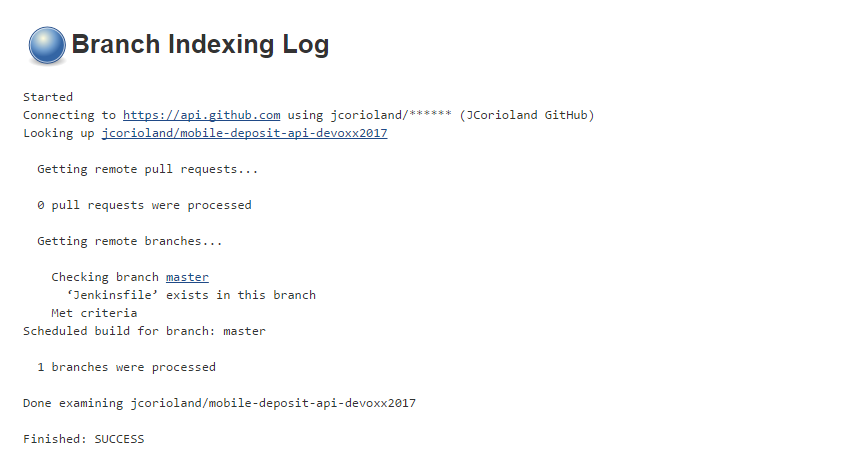 Branch Indexing Log
Started
Connecting to https://api.github.com using jcorioland/****** (JCorioland GitHub)
Looking up jcorioland/mobile-deposit-api-devoxx2017
Getting remote pull requests...
0 pull requests were processed
Getting remote branches...
Checking branch master
‘Jenkinsfile’ exists in this branch
Met criteria
Scheduled build for branch: master
1 branches were processed
Done examining jcorioland/mobile-deposit-api-devoxx2017
Finished: SUCCESS